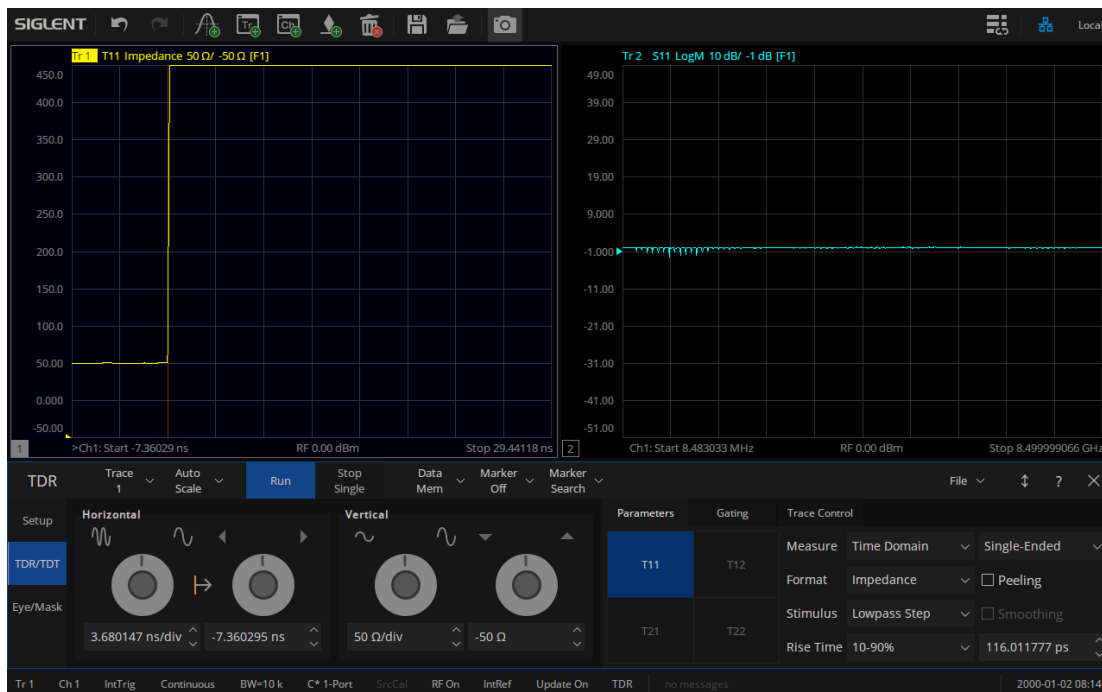 SIGLENT Tr Ch Local
Tr 1 T11 Impedance 50 Ω/ -50 Ω [F1]
450.0
400.0
350.0
300.0
250.0
200.0
150.0
100.0
50.00
0.000
-50.00
1 >Ch1: Start -7.36029 ns RF 0.00 dBm Stop 29.44118 ns
Tr 2 S11 LogM 10 dB/ -1 dB [F1]
49.00
39.00
29.00
19.00
9.000
-1.000
-11.00
-21.00
-31.00
-41.00
-51.00
2 Ch1: Start 8.483033 MHz RF 0.00 dBm Stop 8.499999066 GHz
TDR Trace 1 Auto Scale Run Stop Single Data Mem Marker Off Marker Search File ?
Setup
TDR/TDT
Eye/Mask
Horizontal
3.680147 ns/div -7.360295 ns
Vertical
50 Ω/div -50 Ω
Parameters Gating Trace Control
T11 T12
T21 T22
Measure Time Domain Single-Ended
Format Impedance Peeling
Stimulus Lowpass Step Smoothing
Rise Time 10-90% 116.011777 ps
Tr 1 Ch 1 IntTrig Continuous BW=10 k C* 1-Port SrcCal RF On IntRef Update On TDR no messages 2000-01-02 08:14